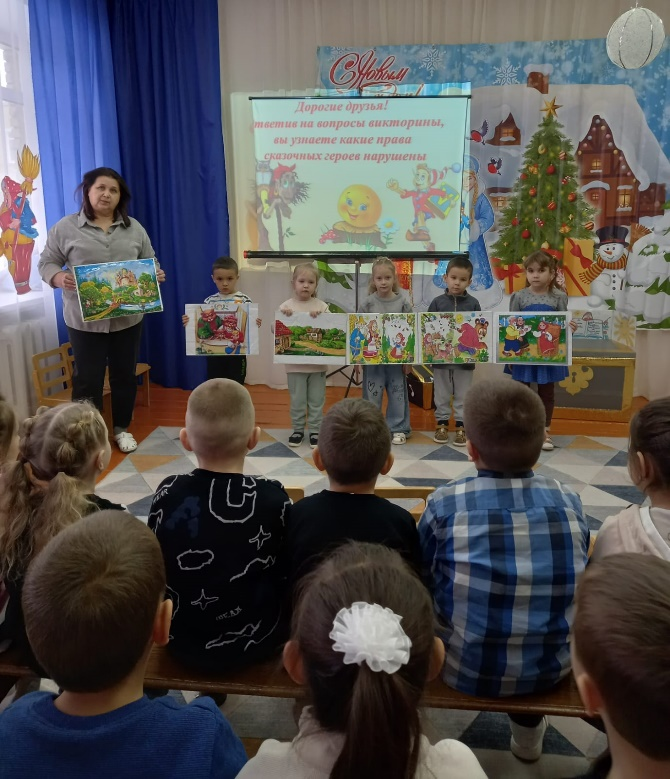 С Новым
Дорогие друзья!
тветив на вопросы викторины,
вы узнаете какие права
сказочных героев нарушены
C